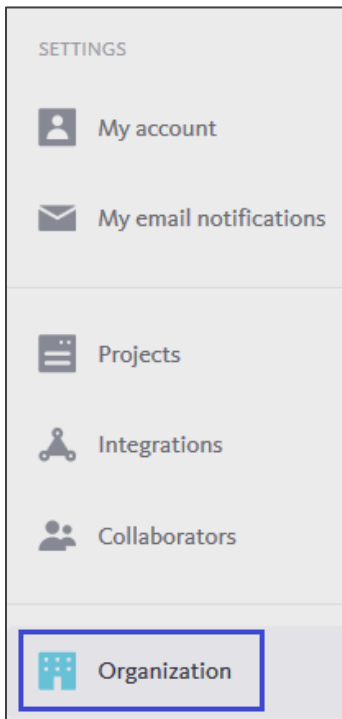 SETTINGS
My account
My email notifications
Projects
Integrations
Collaborators
Organization